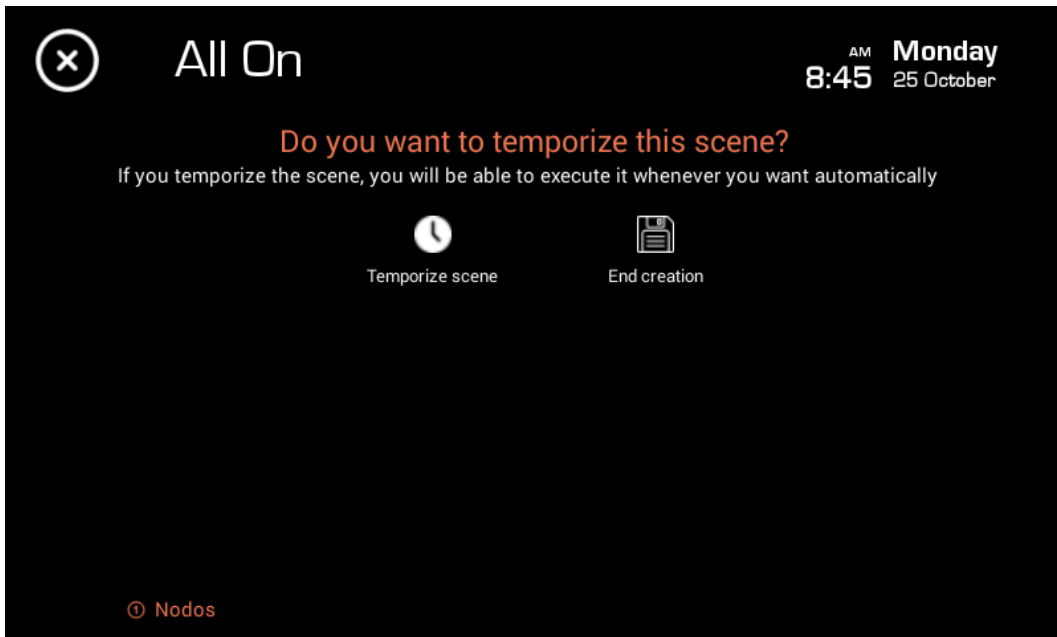 All On
AM
8:45
Monday
25 October
Do you want to temporize this scene?
If you temporize the scene, you will be able to execute it whenever you want automatically
Temporize scene
End creation
① Nodos